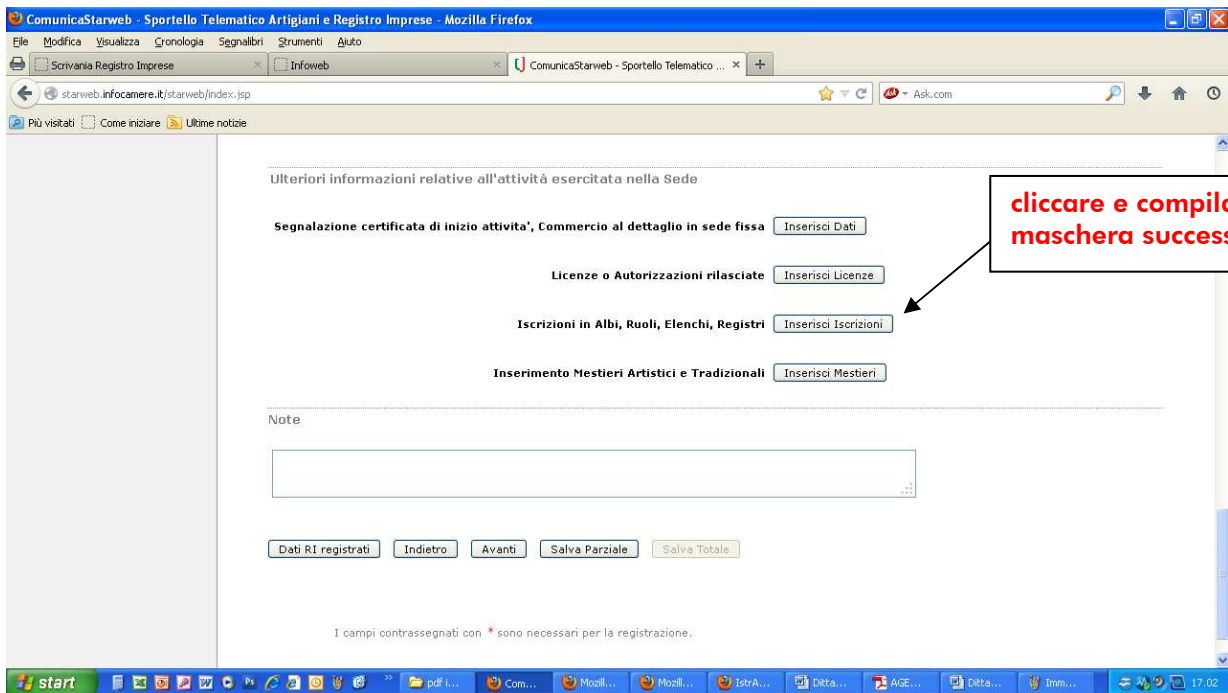 ComunicaStarweb - Sportello Telematico Artigiani e Registro Imprese - Mozilla Firefox
File Modifica Visualizza Cronologia Segnalibri Strumenti Aiuto
Scrivania Registro Imprese × Infoweb × ComunicaStarweb - Sportello Telematico ... × +
starweb.infocamere.it/starweb/index.jsp Ask.com
Più visitati Come iniziare Ultime notizie
Ulteriori informazioni relative all'attività esercitata nella Sede
cliccare e compila
maschera success
Segnalazione certificata di inizio attivita', Commercio al dettaglio in sede fissa Inserisci Dati
Licenze o Autorizzazioni rilasciate Inserisci Licenze
Iscrizioni in Albi, Ruoli, Elenchi, Registri Inserisci Iscrizioni
Inserimento Mestieri Artistici e Tradizionali Inserisci Mestieri
Note
Dati RI registrati Indietro Avanti Salva Parziale Salva Totale
I campi contrassegnati con * sono necessari per la registrazione.
start pdf i... Com... Mozill... Mozill... IstrA... Ditta... AGE... Ditta... Imm... 17.02